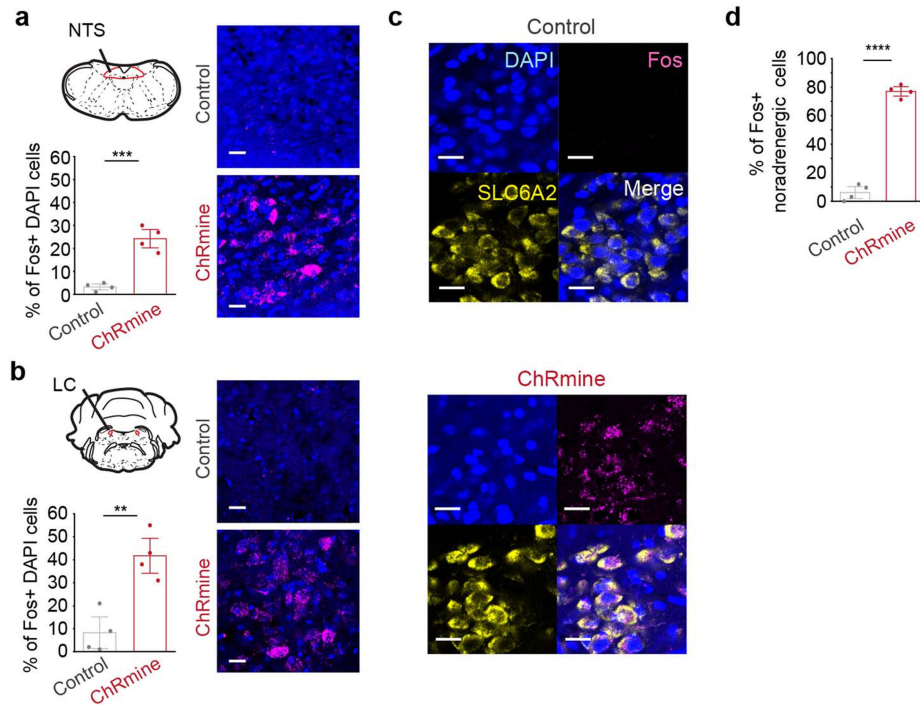 a
NTS
% of Fos+ DAPI cells
60
50
40
30
20
10
0
***
Control
ChRmine
Control
ChRmine
b
LC
% of Fos+ DAPI cells
60
50
40
30
20
10
0
**
Control
ChRmine
Control
ChRmine
c
Control
DAPI
Fos
SLC6A2
Merge
ChRmine
d
% of Fos+
noradrenergic cells
100
80
60
40
20
0
****
Control
ChRmine